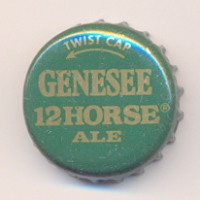 TWIST CAP
GENESEE
12 HORSE®
ALE